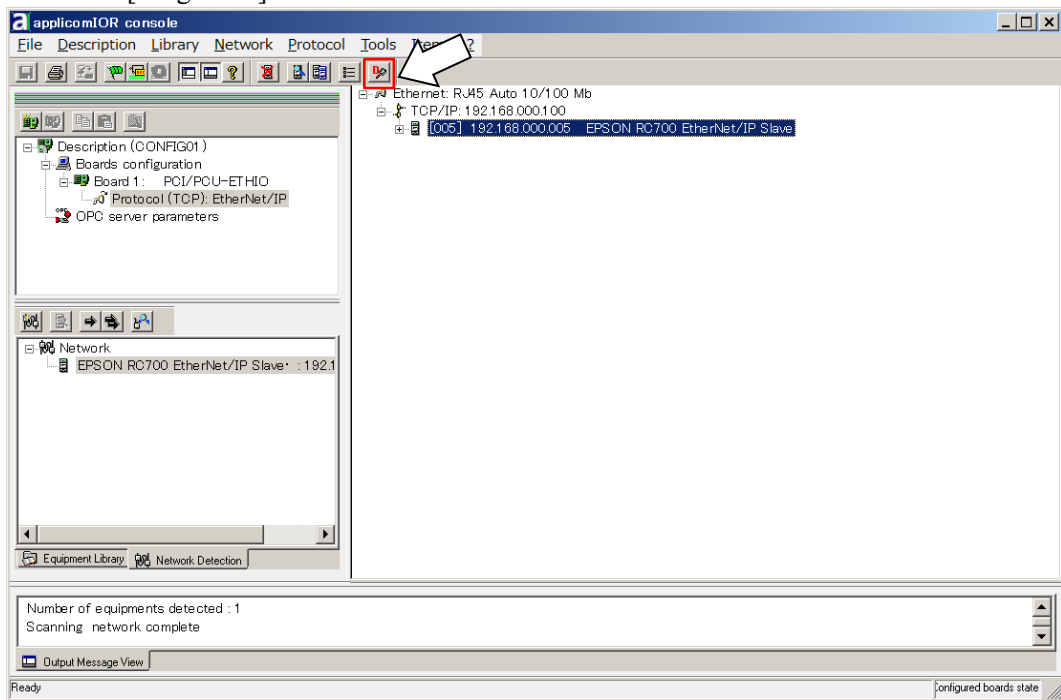 applicomIOR console
File Description Library Network Protocol Tools ?
Description (CONFIG01)
Boards configuration
Board 1: PCI/PCU-ETHIO
Protocol (TCP): EtherNet/IP
OPC server parameters
Ethernet: RJ45 Auto 10/100 Mb
TCP/IP: 192.168.000.100
[005] 192.168.000.005 EPSON RC700 EtherNet/IP Slave
Network
EPSON RC700 EtherNet/IP Slave· : 192.1
Equipment Library Network Detection
Number of equipments detected : 1
Scanning network complete
Output Message View
Ready
Configured boards state